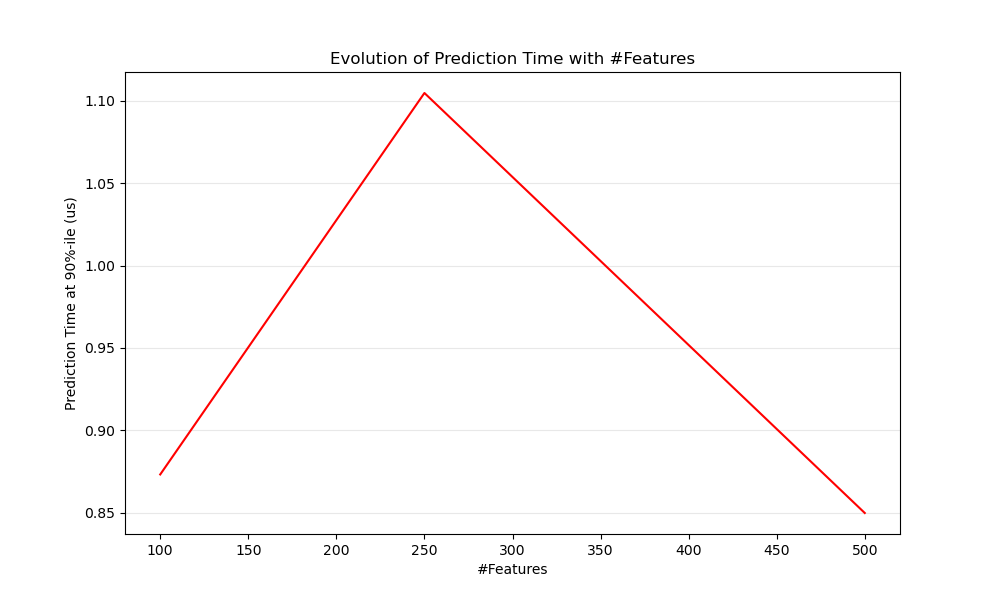 Evolution of Prediction Time with #Features
Prediction Time at 90%-ile (us)
1.10
1.05
1.00
0.95
0.90
0.85
100 150 200 250 300 350 400 450 500
#Features